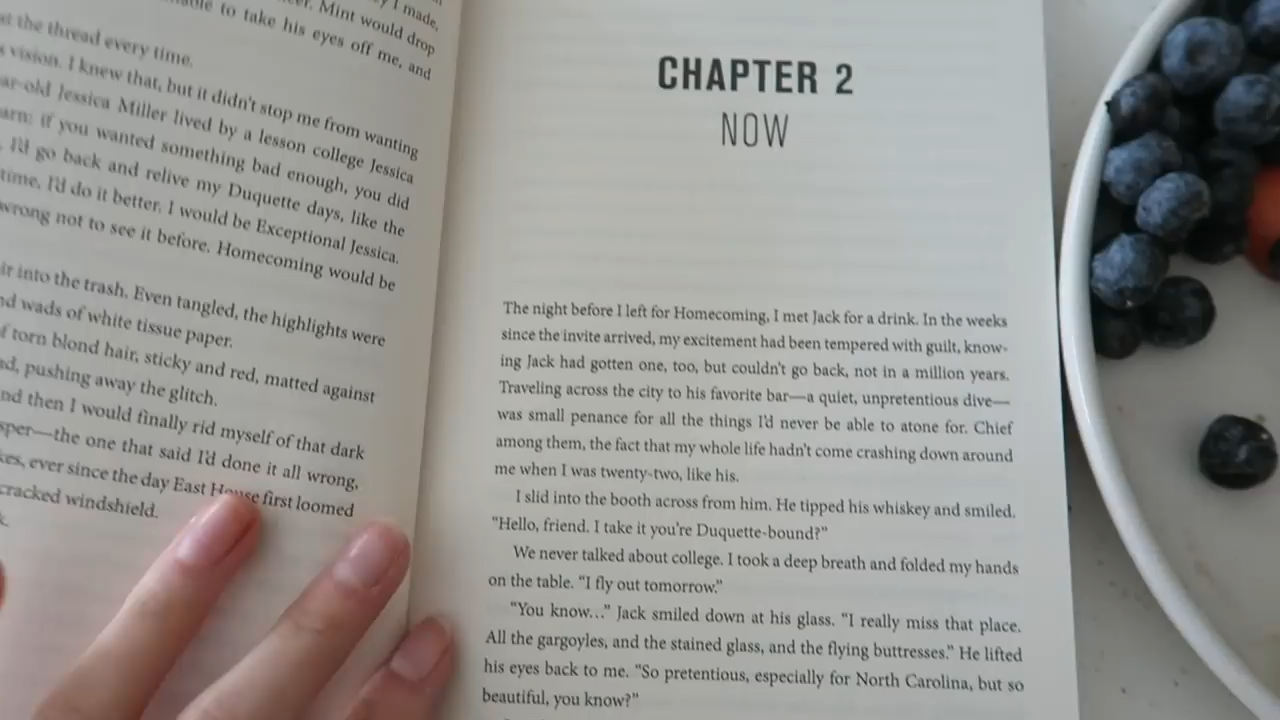 y I made,
er. Mint would drop
able to take his eyes off me, and
at the thread every time.
s vision. I knew that, but it didn't stop me from wanting
ar-old Jessica Miller lived by a lesson college Jessica
arn: if you wanted something bad enough, you did
. I'd go back and relive my Duquette days, like the
time, I'd do it better. I would be Exceptional Jessica.
wrong not to see it before. Homecoming would be
ir into the trash. Even tangled, the highlights were
nd wads of white tissue paper.
of torn blond hair, sticky and red, matted against
ad, pushing away the glitch.
nd then I would finally rid myself of that dark
sper—the one that said I'd done it all wrong,
kes, ever since the day East House first loomed
cracked windshield.
k.
CHAPTER 2
NOW
The night before I left for Homecoming, I met Jack for a drink. In the weeks
since the invite arrived, my excitement had been tempered with guilt, know-
ing Jack had gotten one, too, but couldn't go back, not in a million years.
Traveling across the city to his favorite bar—a quiet, unpretentious dive—
was small penance for all the things I'd never be able to atone for. Chief
among them, the fact that my whole life hadn't come crashing down around
me when I was twenty-two, like his.
I slid into the booth across from him. He tipped his whiskey and smiled.
"Hello, friend. I take it you're Duquette-bound?"
We never talked about college. I took a deep breath and folded my hands
on the table. "I fly out tomorrow."
"You know…" Jack smiled down at his glass. "I really miss that place.
All the gargoyles, and the stained glass, and the flying buttresses." He lifted
his eyes back to me. "So pretentious, especially for North Carolina, but so
beautiful, you know?"